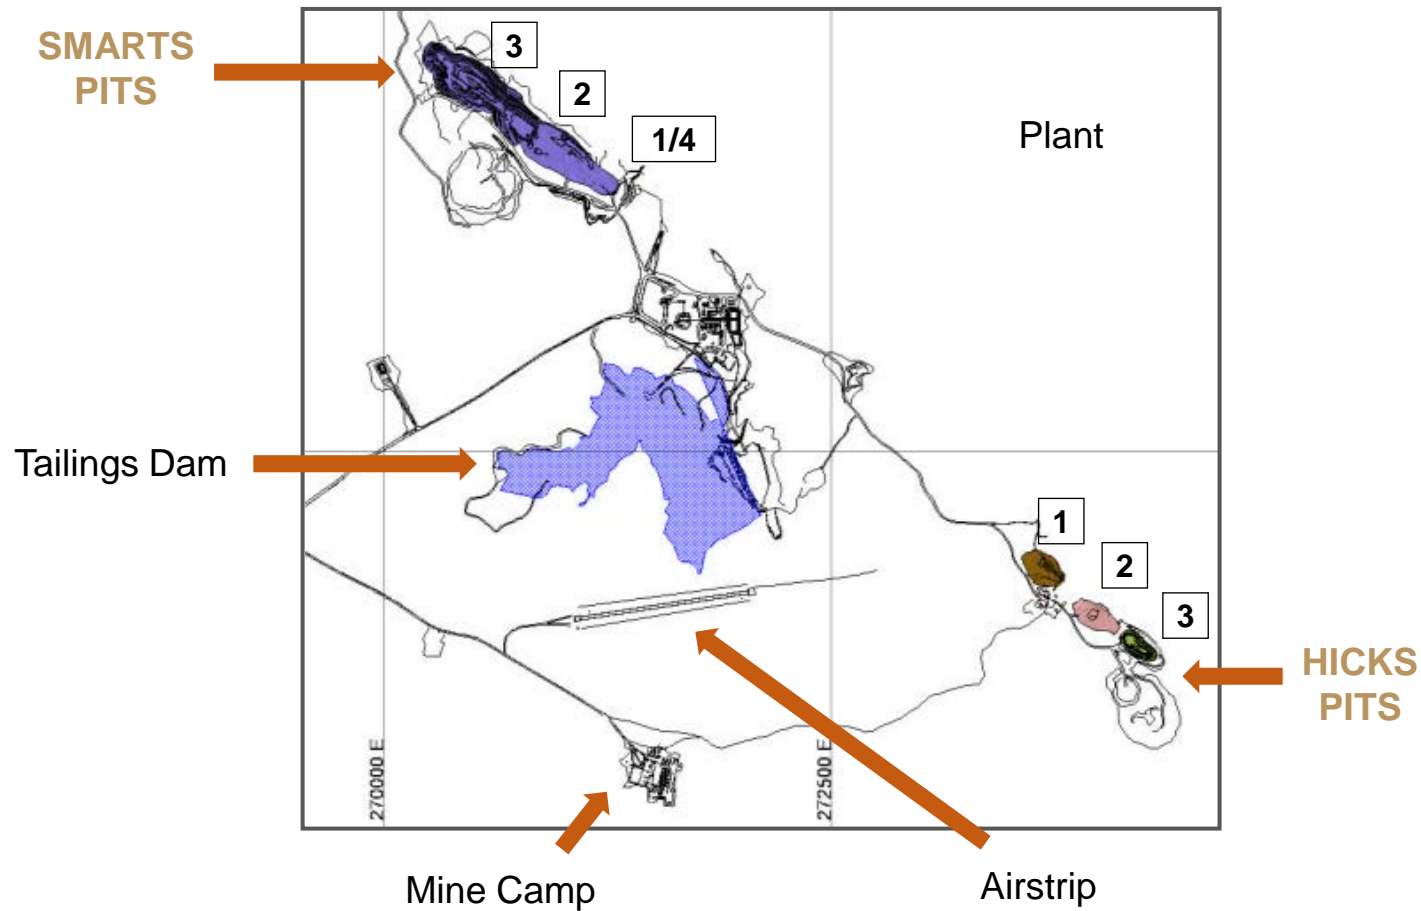 SMARTS
PITS
3
2
1/4
Plant
Tailings Dam
1
2
3
HICKS
PITS
270000 E
272500 E
Mine Camp
Airstrip